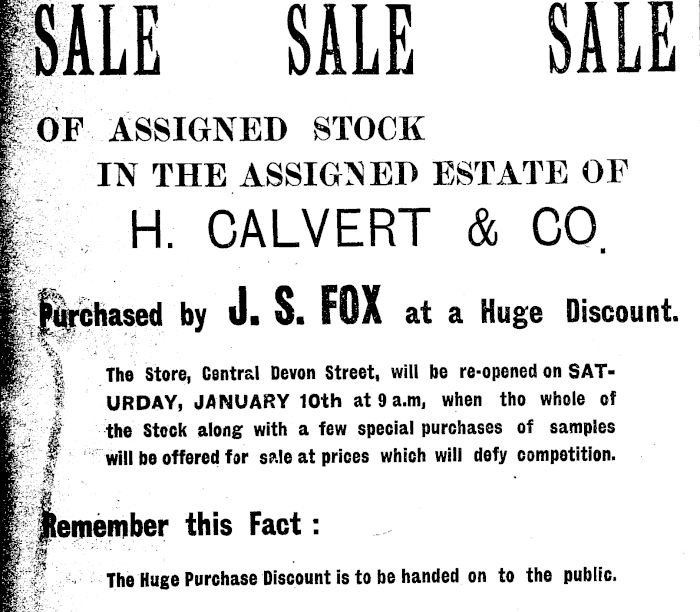 SALE SALE SALE
OF ASSIGNED STOCK
IN THE ASSIGNED ESTATE OF
H. CALVERT & CO.
Purchased by J. S. FOX at a Huge Discount.
The Store, Central Devon Street, will be re-opened on SAT-
URDAY, JANUARY 10th at 9 a.m, when tho whole of
the Stock along with a few special purchases of samples
will be offered for sale at prices which will defy competition.
Remember this Fact :
The Huge Purchase Discount is to be handed on to the public.